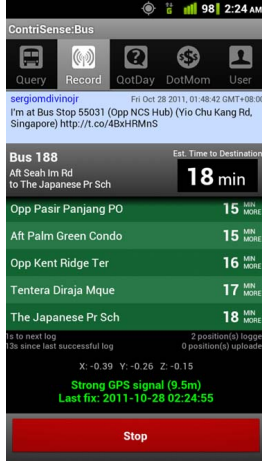 98 2:24 AM
ContriSense:Bus
Query Record QotDay DotMom User
sergiomdivinojr Fri Oct 28 2011, 01:48:42 GMT+08:00
I'm at Bus Stop 55031 (Opp NCS Hub) (Yio Chu Kang Rd,
Singapore) http://t.co/4BxHRMnS
Bus 188 Est. Time to Destination
Aft Seah Im Rd
to The Japanese Pr Sch 18 min
Opp Pasir Panjang PO 15 MIN MORE
Aft Palm Green Condo 15 MIN MORE
Opp Kent Ridge Ter 16 MIN MORE
Tentera Diraja Mque 17 MIN MORE
The Japanese Pr Sch 18 MIN MORE
s to next log 2 position(s) logge
13s since last successful log 0 position(s) uploade
X: -0.39 Y: -0.26 Z: -0.15
Strong GPS signal (9.5m)
Last fix: 2011-10-28 02:24:55
Stop